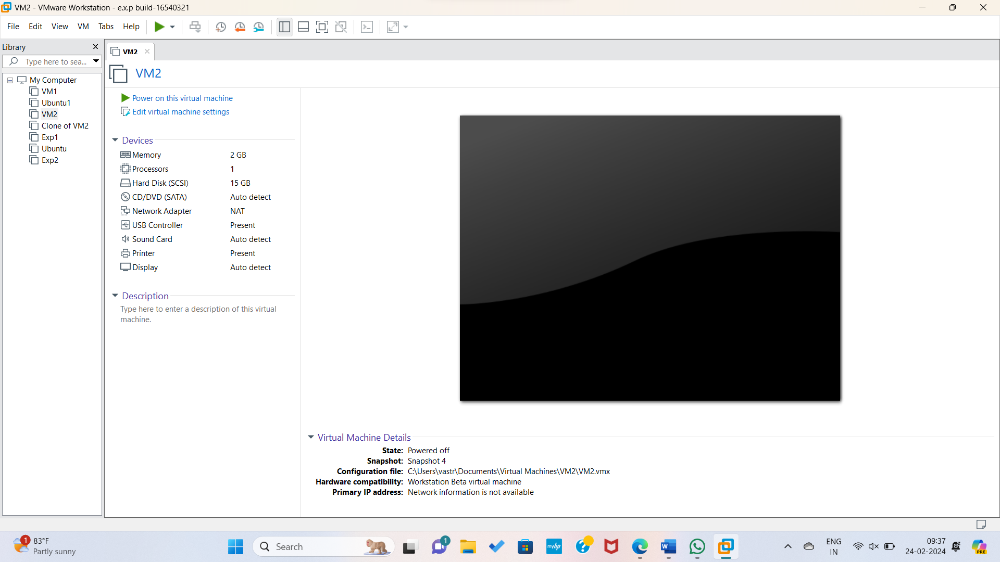 VM2 - VMware Workstation - e.x.p build-16540321
File Edit View VM Tabs Help
Library
Type here to sea...
My Computer
VM1
Ubuntu1
VM2
Clone of VM2
Exp1
Ubuntu
Exp2
VM2
VM2
Power on this virtual machine
Edit virtual machine settings
Devices
Memory 2 GB
Processors 1
Hard Disk (SCSI) 15 GB
CD/DVD (SATA) Auto detect
Network Adapter NAT
USB Controller Present
Sound Card Auto detect
Printer Present
Display Auto detect
Description
Type here to enter a description of this virtual
machine.
Virtual Machine Details
State: Powered off
Snapshot: Snapshot 4
Configuration file: C:\Users\vastr\Documents\Virtual Machines\VM2\VM2.vmx
Hardware compatibility: Workstation Beta virtual machine
Primary IP address: Network information is not available
1
83°F
Partly sunny
Search
1
myhp
?
W
ENG
IN
09:37
24-02-2024
PRE